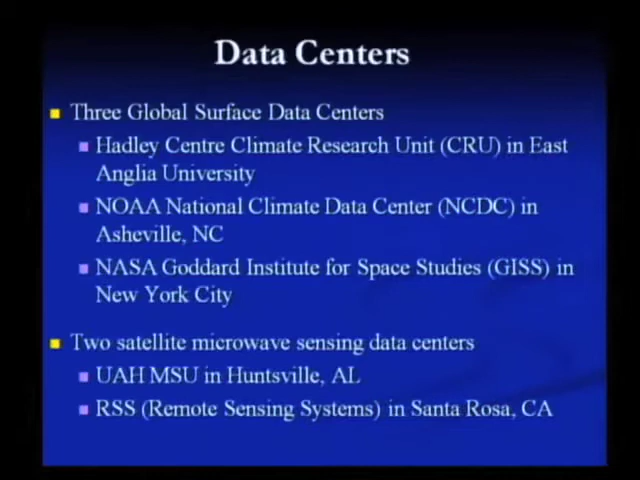 Data Centers
Three Global Surface Data Centers
Hadley Centre Climate Research Unit (CRU) in East
Anglia University
NOAA National Climate Data Center (NCDC) in
Asheville, NC
NASA Goddard Institute for Space Studies (GISS) in
New York City
Two satellite microwave sensing data centers
UAH MSU in Huntsville, AL
RSS (Remote Sensing Systems) in Santa Rosa, CA